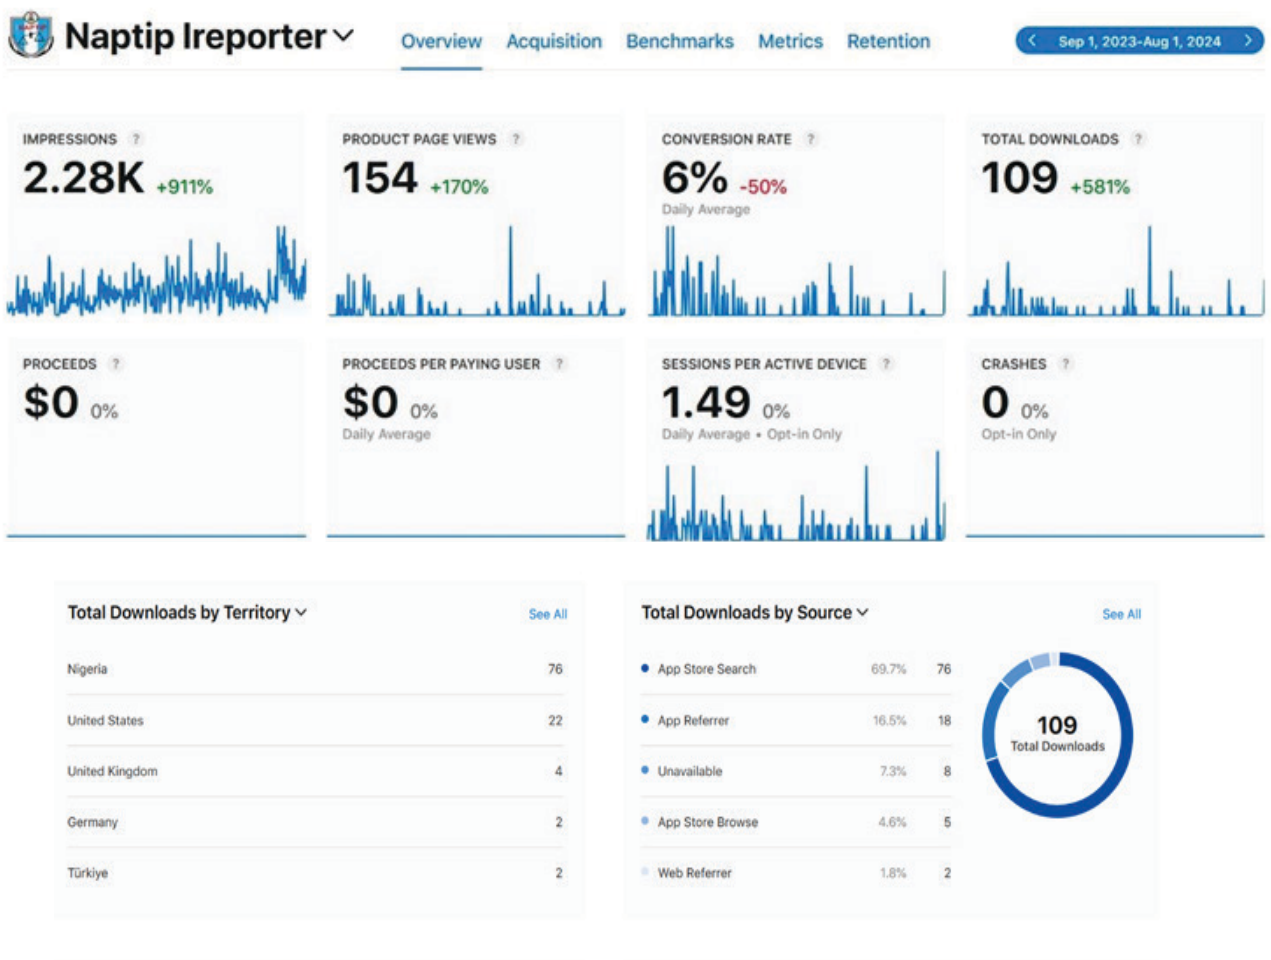 Naptip Ireporter
Overview Acquisition Benchmarks Metrics Retention
Sep 1, 2023-Aug 1, 2024
IMPRESSIONS ?
2.28K +911%
PRODUCT PAGE VIEWS ?
154 +170%
CONVERSION RATE ?
6% -50%
Daily Average
TOTAL DOWNLOADS ?
109 +581%
PROCEEDS ?
$0 0%
PROCEEDS PER PAYING USER ?
$0 0%
Daily Average
SESSIONS PER ACTIVE DEVICE ?
1.49 0%
Daily Average • Opt-in Only
CRASHES ?
0 0%
Opt-in Only
Total Downloads by Territory See All
Nigeria 76
United States 22
United Kingdom 4
Germany 2
Türkiye 2
Total Downloads by Source See All
App Store Search 69.7% 76
App Referrer 16.5% 18
Unavailable 7.3% 8
App Store Browse 4.6% 5
Web Referrer 1.8% 2
109
Total Downloads